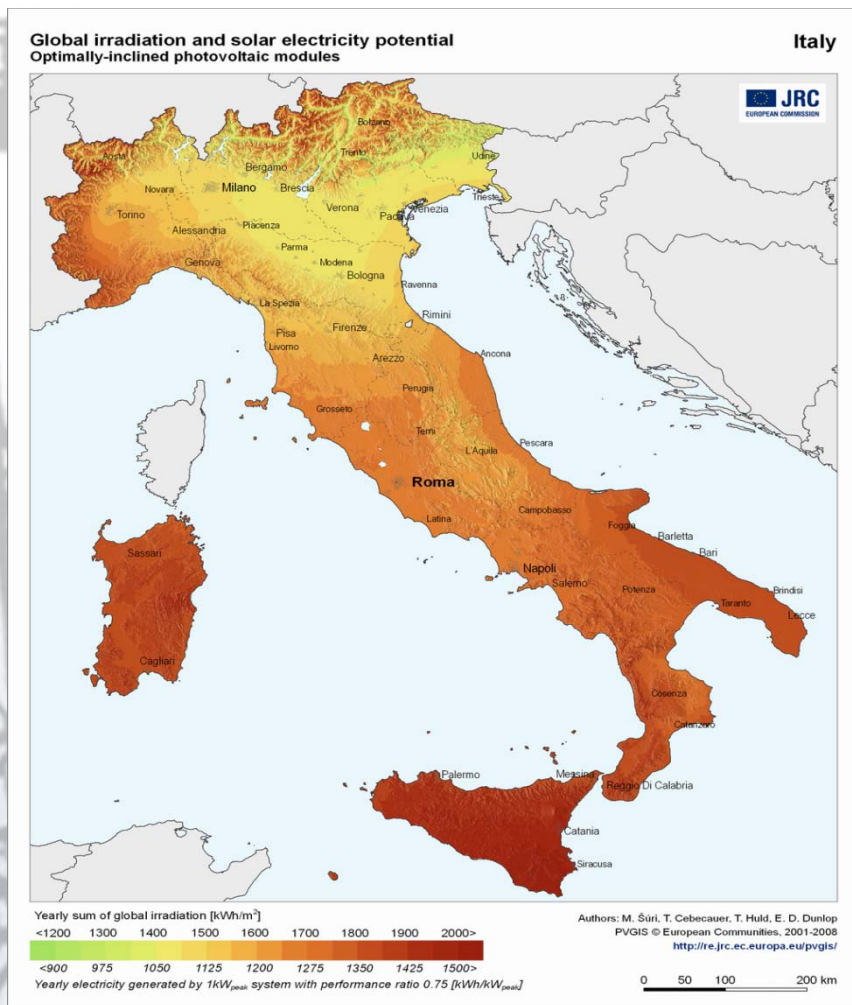 Global irradiation and solar electricity potential
Optimally-inclined photovoltaic modules
Italy
JRC
EUROPEAN COMMISSION
Bolzano
Aosta
Trento
Udine
Bergamo
Novara
Milano
Brescia
Trieste
Verona
Venezia
Padova
Torino
Piacenza
Alessandria
Parma
Modena
Genova
Bologna
Ravenna
La Spezia
Rimini
Pisa
Firenze
Livorno
Arezzo
Ancona
Perugia
Grosseto
Terni
Pescara
L'Aquila
Roma
Latina
Campobasso
Foggia
Barletta
Sassari
Bari
Napoli
Salerno
Potenza
Brindisi
Taranto
Lecce
Cagliari
Cosenza
Catanzaro
Palermo
Messina
Reggio Di Calabria
Catania
Siracusa
Yearly sum of global irradiation [kWh/m²]
<1200 1300 1400 1500 1600 1700 1800 1900 2000>
<900 975 1050 1125 1200 1275 1350 1425 1500>
Yearly electricity generated by 1kWpeak system with performance ratio 0.75 [kWh/kWpeak]
Authors: M. Šúri, T. Cebecauer, T. Huld, E. D. Dunlop
PVGIS © European Communities, 2001-2008
http://re.jrc.ec.europa.eu/pvgis/
0 50 100 200 km